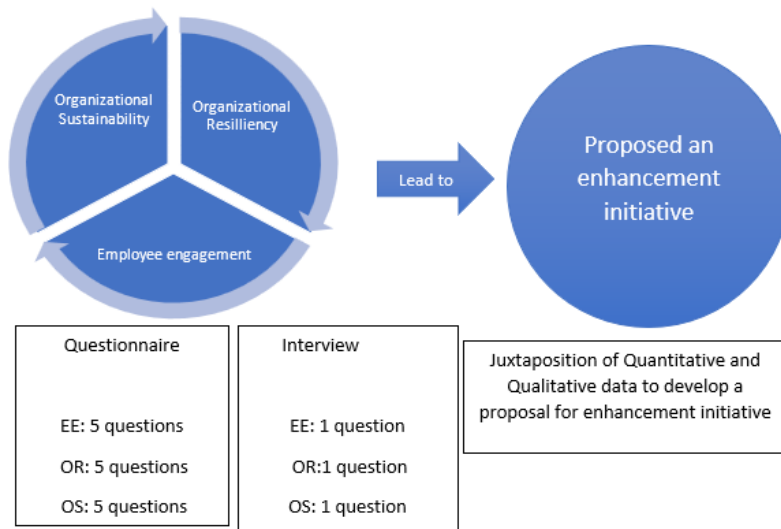 Organizational
Sustainability
Organizational
Resilliency
Employee engagement
Lead to
Proposed an
enhancement
initiative
Questionnaire
EE: 5 questions
OR: 5 questions
OS: 5 questions
Interview
EE: 1 question
OR:1 question
OS: 1 question
Juxtaposition of Quantitative and
Qualitative data to develop a
proposal for enhancement initiative